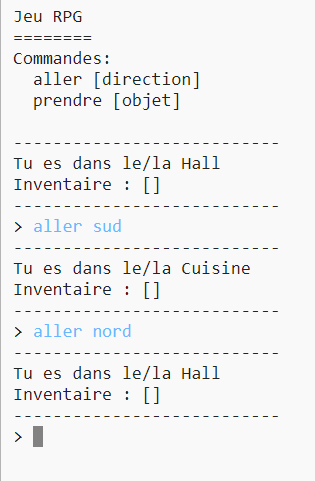 Jeu RPG
========
Commandes:
  aller [direction]
  prendre [objet]

---------------------------
Tu es dans le/la Hall
Inventaire : []
---------------------------
> aller sud
---------------------------
Tu es dans le/la Cuisine
Inventaire : []
---------------------------
> aller nord
---------------------------
Tu es dans le/la Hall
Inventaire : []
---------------------------
>